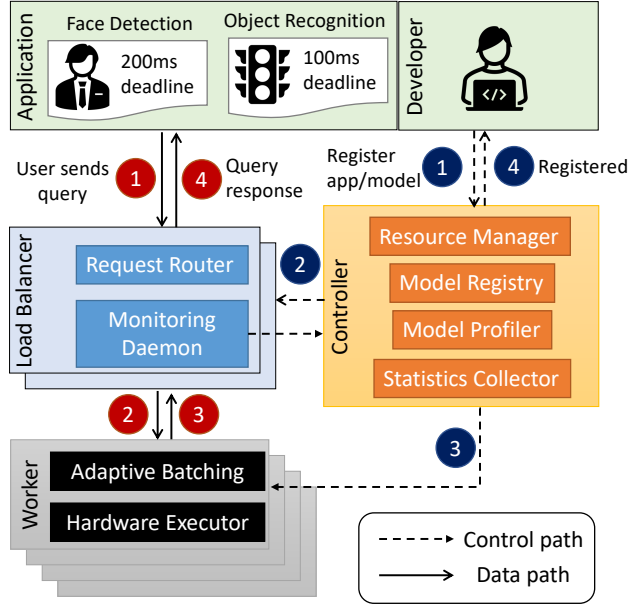 Application
Face Detection
200ms
deadline
Object Recognition
100ms
deadline
Developer
</>
User sends
query
1
4
Query
response
Register
app/model
1
4
Registered
Load Balancer
Request Router
Monitoring
Daemon
2
Controller
Resource Manager
Model Registry
Model Profiler
Statistics Collector
2
3
3
Worker
Adaptive Batching
Hardware Executor
Control path
Data path